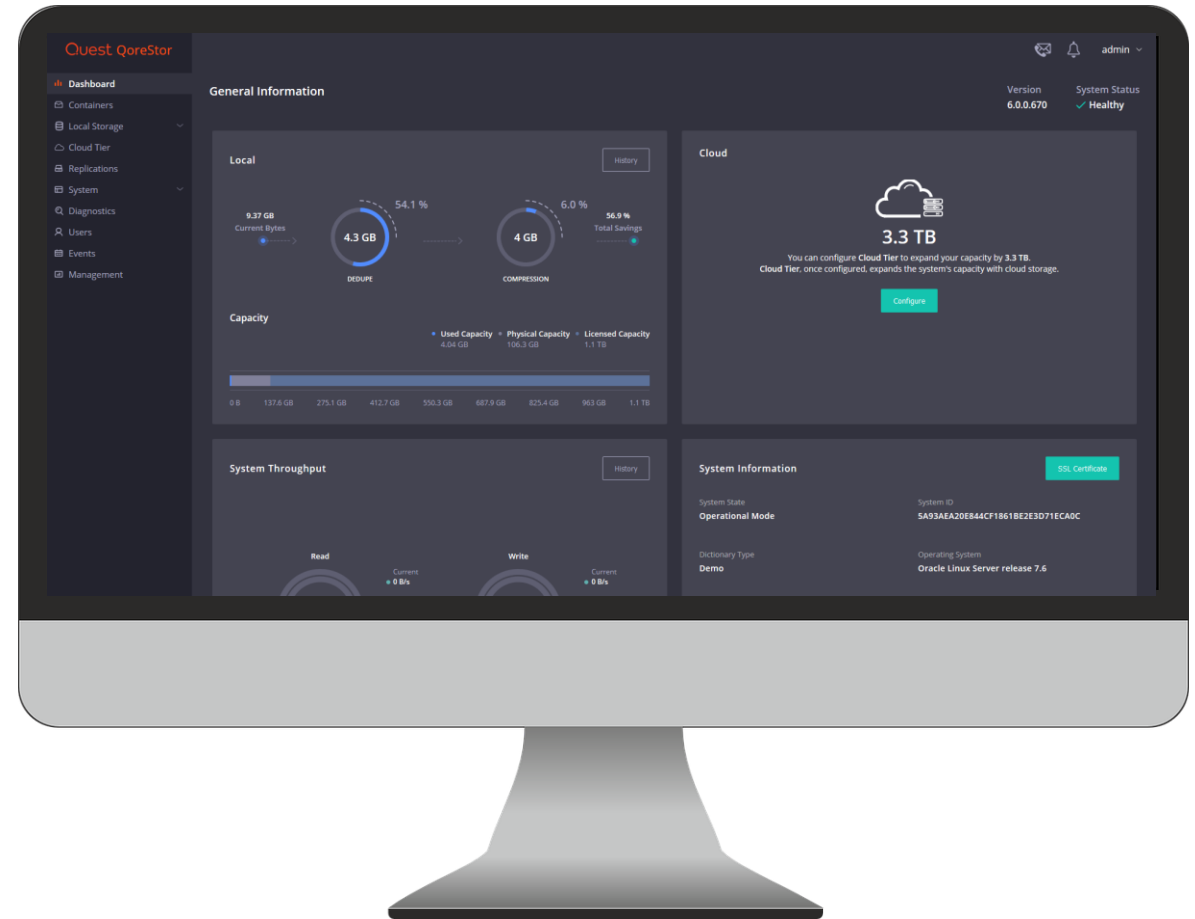 Quest QoreStor
admin
Dashboard
Containers
Local Storage
Cloud Tier
Replications
System
Diagnostics
Users
Events
Management
General Information
Version
6.0.0.670
System Status
Healthy
Local
History
9.37 GB
Current Bytes
54.1 %
4.3 GB
DEDUPE
6.0 %
4 GB
COMPRESSION
56.9 %
Total Savings
Capacity
Used Capacity
4.04 GB
Physical Capacity
106.3 GB
Licensed Capacity
1.1 TB
0 B 137.6 GB 275.1 GB 412.7 GB 550.3 GB 687.9 GB 825.4 GB 963 GB 1.1 TB
Cloud
3.3 TB
You can configure Cloud Tier to expand your capacity by 3.3 TB.
Cloud Tier, once configured, expands the system's capacity with cloud storage.
Configure
System Throughput
History
Read
Current
0 B/s
Write
Current
0 B/s
System Information
SSL Certificate
System State
Operational Mode
System ID
5A93AEA20E844CF1861BE2E3D71ECA0C
Dictionary Type
Demo
Operating System
Oracle Linux Server release 7.6